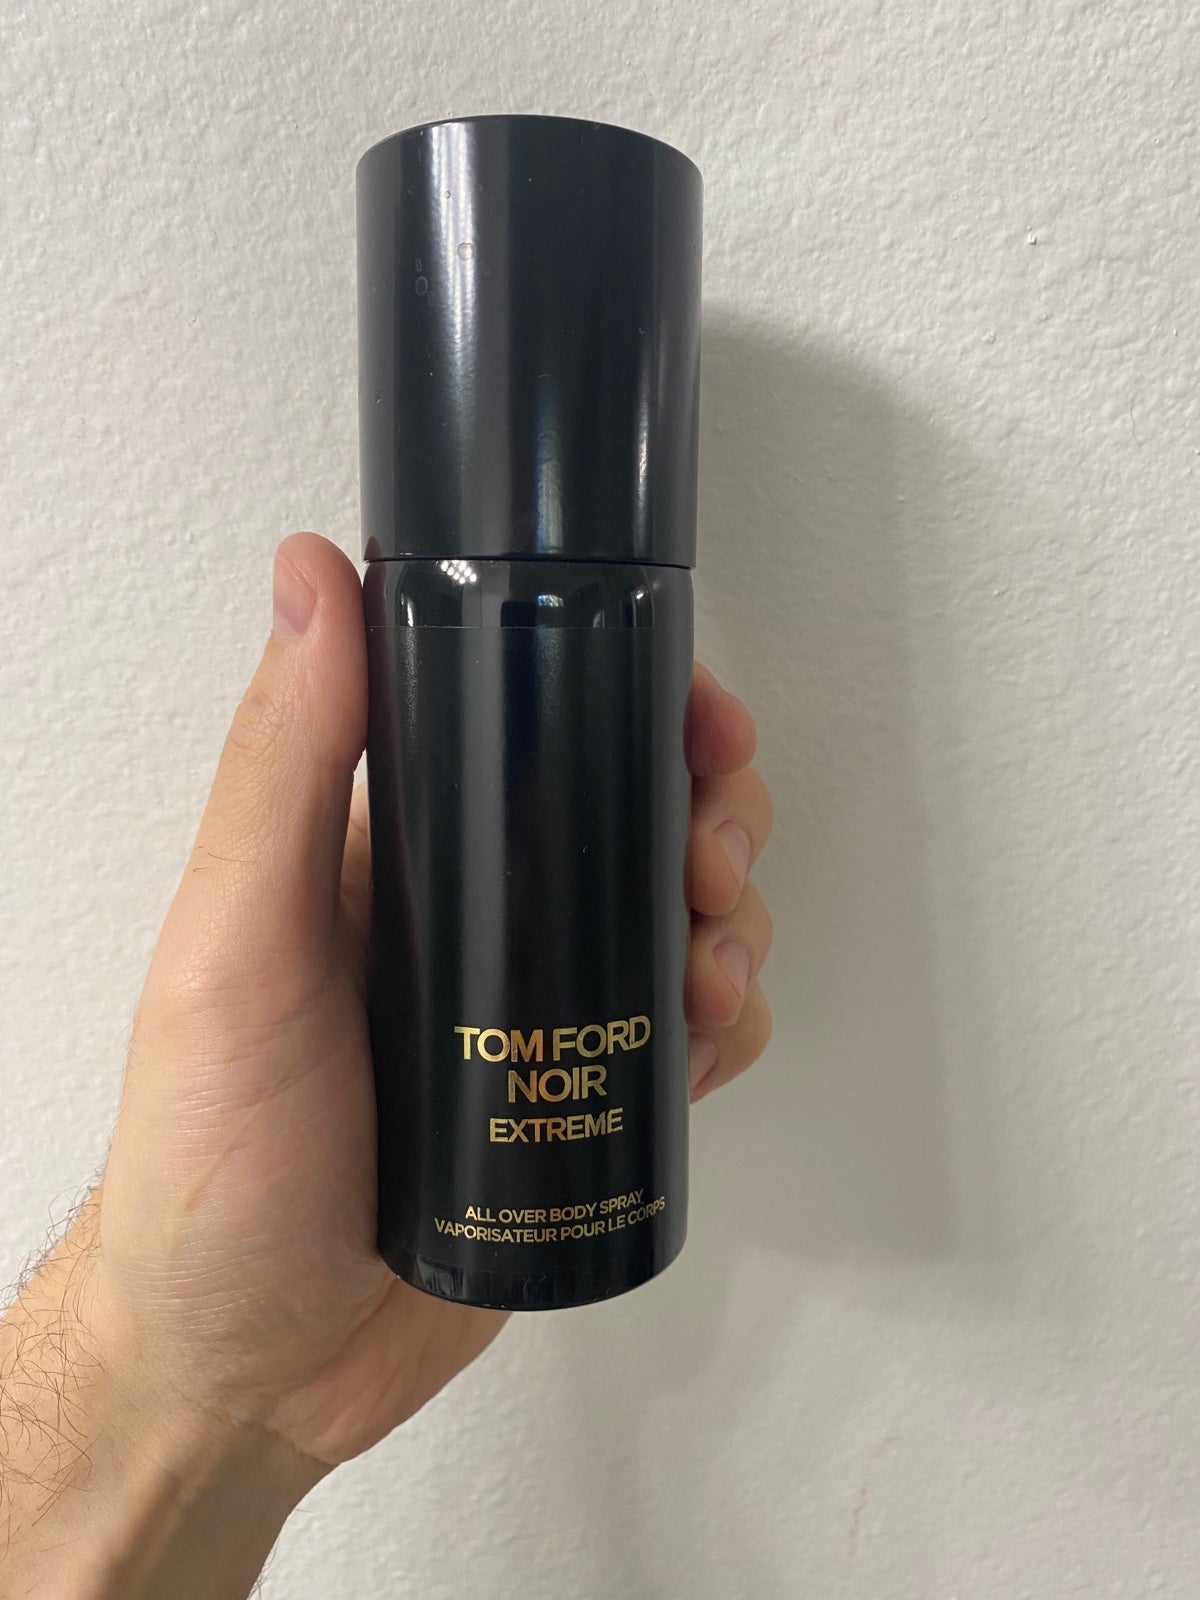 TOM FORD
NOIR
EXTREME
ALL OVER BODY SPRAY
VAPORISATEUR POUR LE CORPS